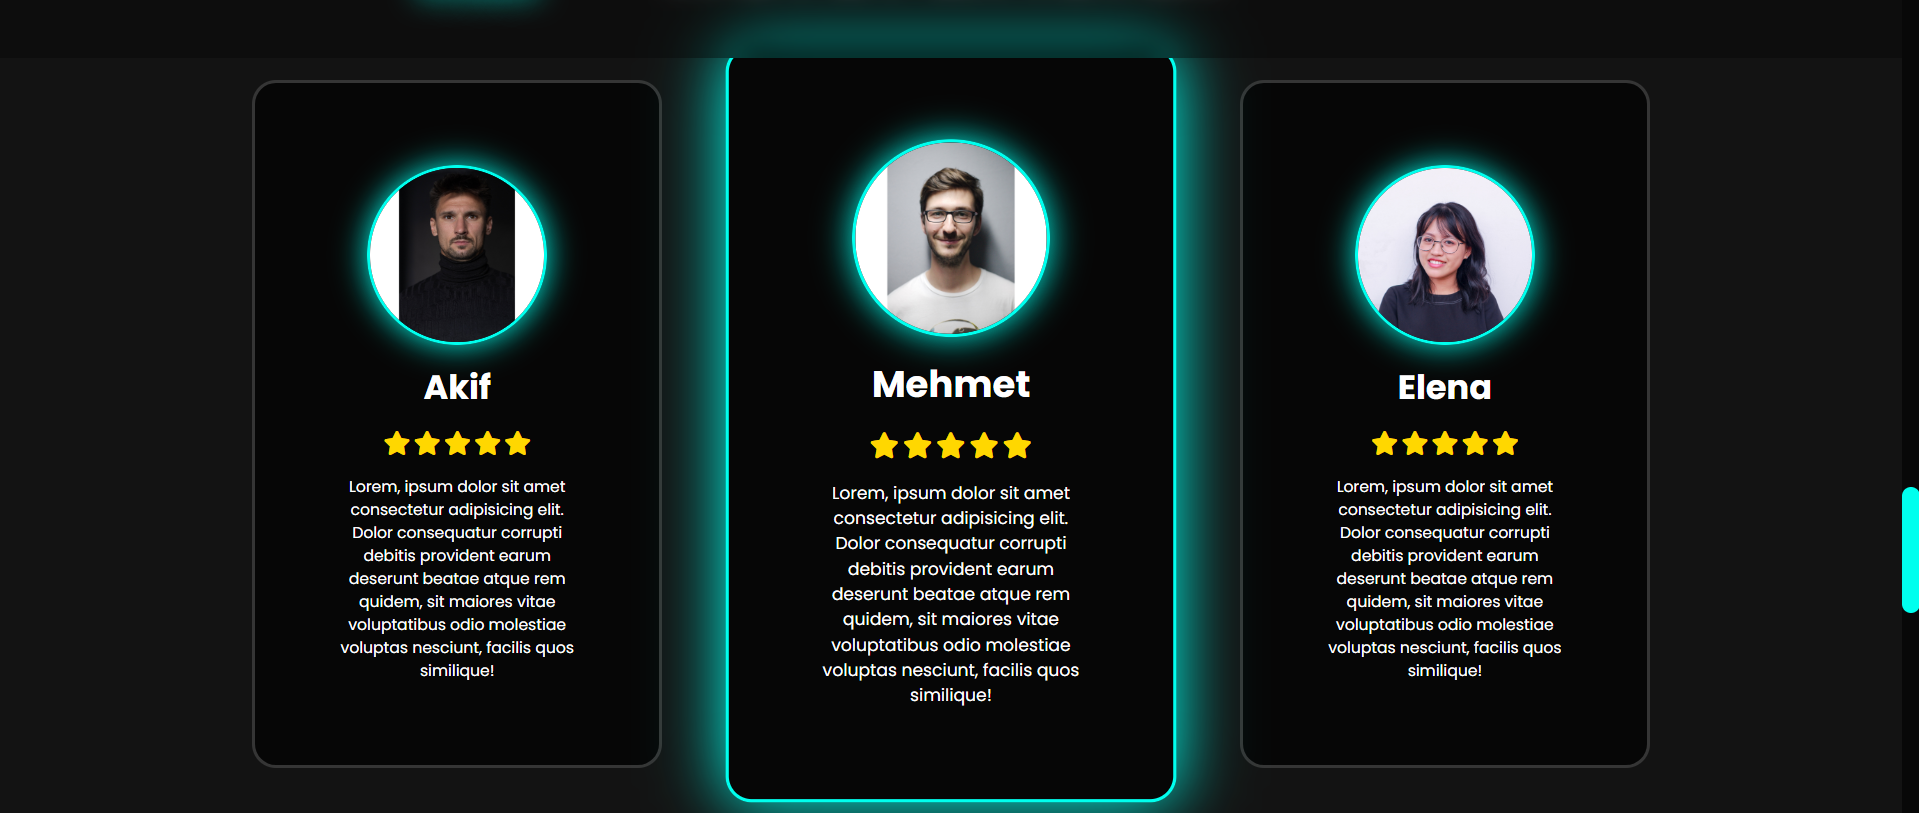 Akif
Lorem, ipsum dolor sit amet
consectetur adipisicing elit.
Dolor consequatur corrupti
debitis provident earum
deserunt beatae atque rem
quidem, sit maiores vitae
voluptatibus odio molestiae
voluptas nesciunt, facilis quos
similique!
Mehmet
Lorem, ipsum dolor sit amet
consectetur adipisicing elit.
Dolor consequatur corrupti
debitis provident earum
deserunt beatae atque rem
quidem, sit maiores vitae
voluptatibus odio molestiae
voluptas nesciunt, facilis quos
similique!
Elena
Lorem, ipsum dolor sit amet
consectetur adipisicing elit.
Dolor consequatur corrupti
debitis provident earum
deserunt beatae atque rem
quidem, sit maiores vitae
voluptatibus odio molestiae
voluptas nesciunt, facilis quos
similique!